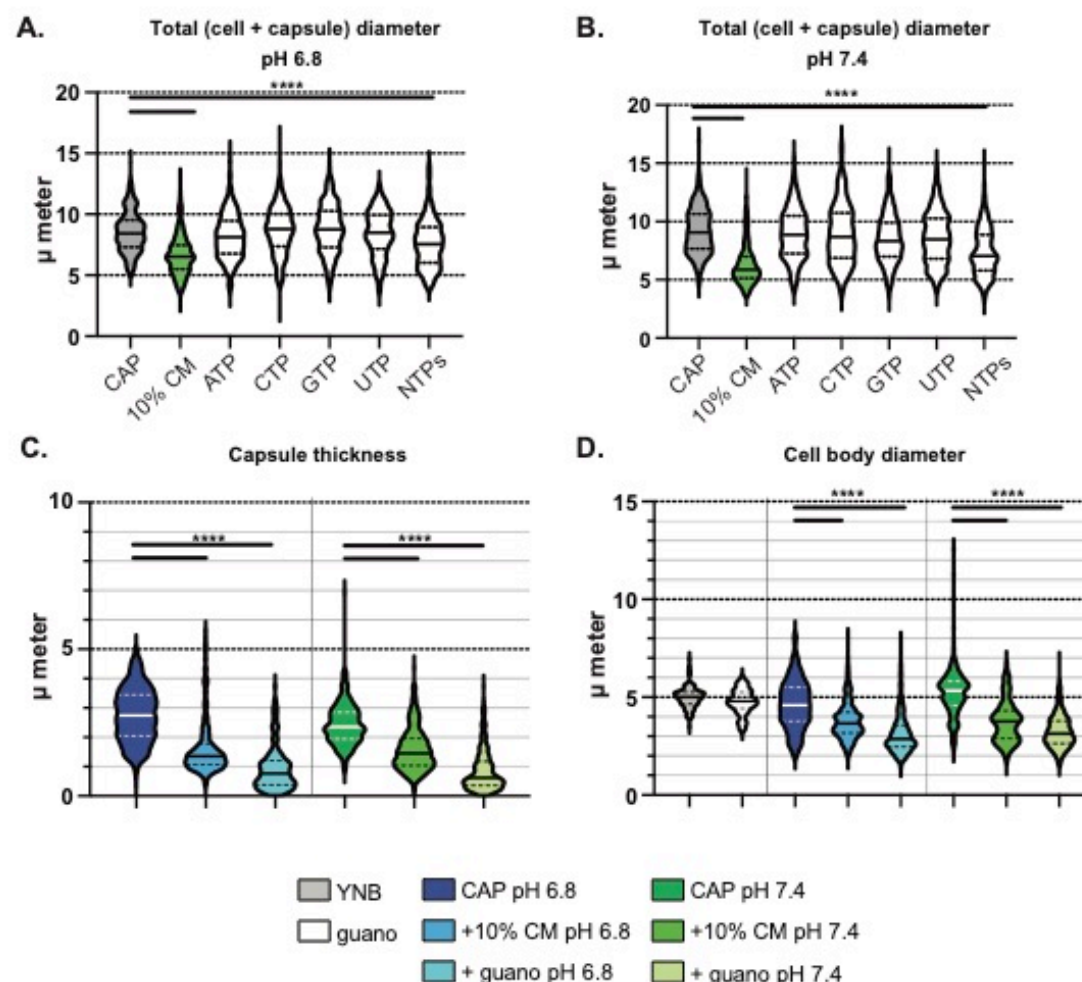 A.
Total (cell + capsule) diameter
pH 6.8
****
20
15
10
5
0
µ meter
CAP
10% CM
ATP
CTP
GTP
UTP
NTPs
B.
Total (cell + capsule) diameter
pH 7.4
****
20
15
10
5
0
µ meter
CAP
10% CM
ATP
CTP
GTP
UTP
NTPs
C.
Capsule thickness
10
5
0
µ meter
****
****
D.
Cell body diameter
15
10
5
0
µ meter
****
****
YNB
guano
CAP pH 6.8
+10% CM pH 6.8
+ guano pH 6.8
CAP pH 7.4
+10% CM pH 7.4
+ guano pH 7.4